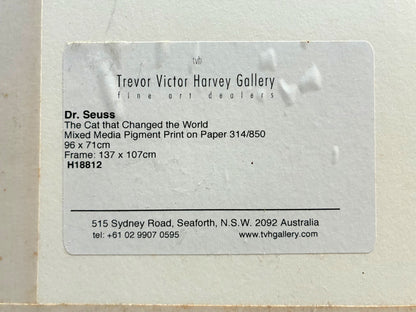 tvh
Trevor Victor Harvey Gallery
fine art dealers
Dr. Seuss
The Cat that Changed the World
Mixed Media Pigment Print on Paper 314/850
96 x 71cm
Frame: 137 x 107cm
H18812
515 Sydney Road, Seaforth, N.S.W. 2092 Australia
tel: +61 02 9907 0595 www.tvhgallery.com